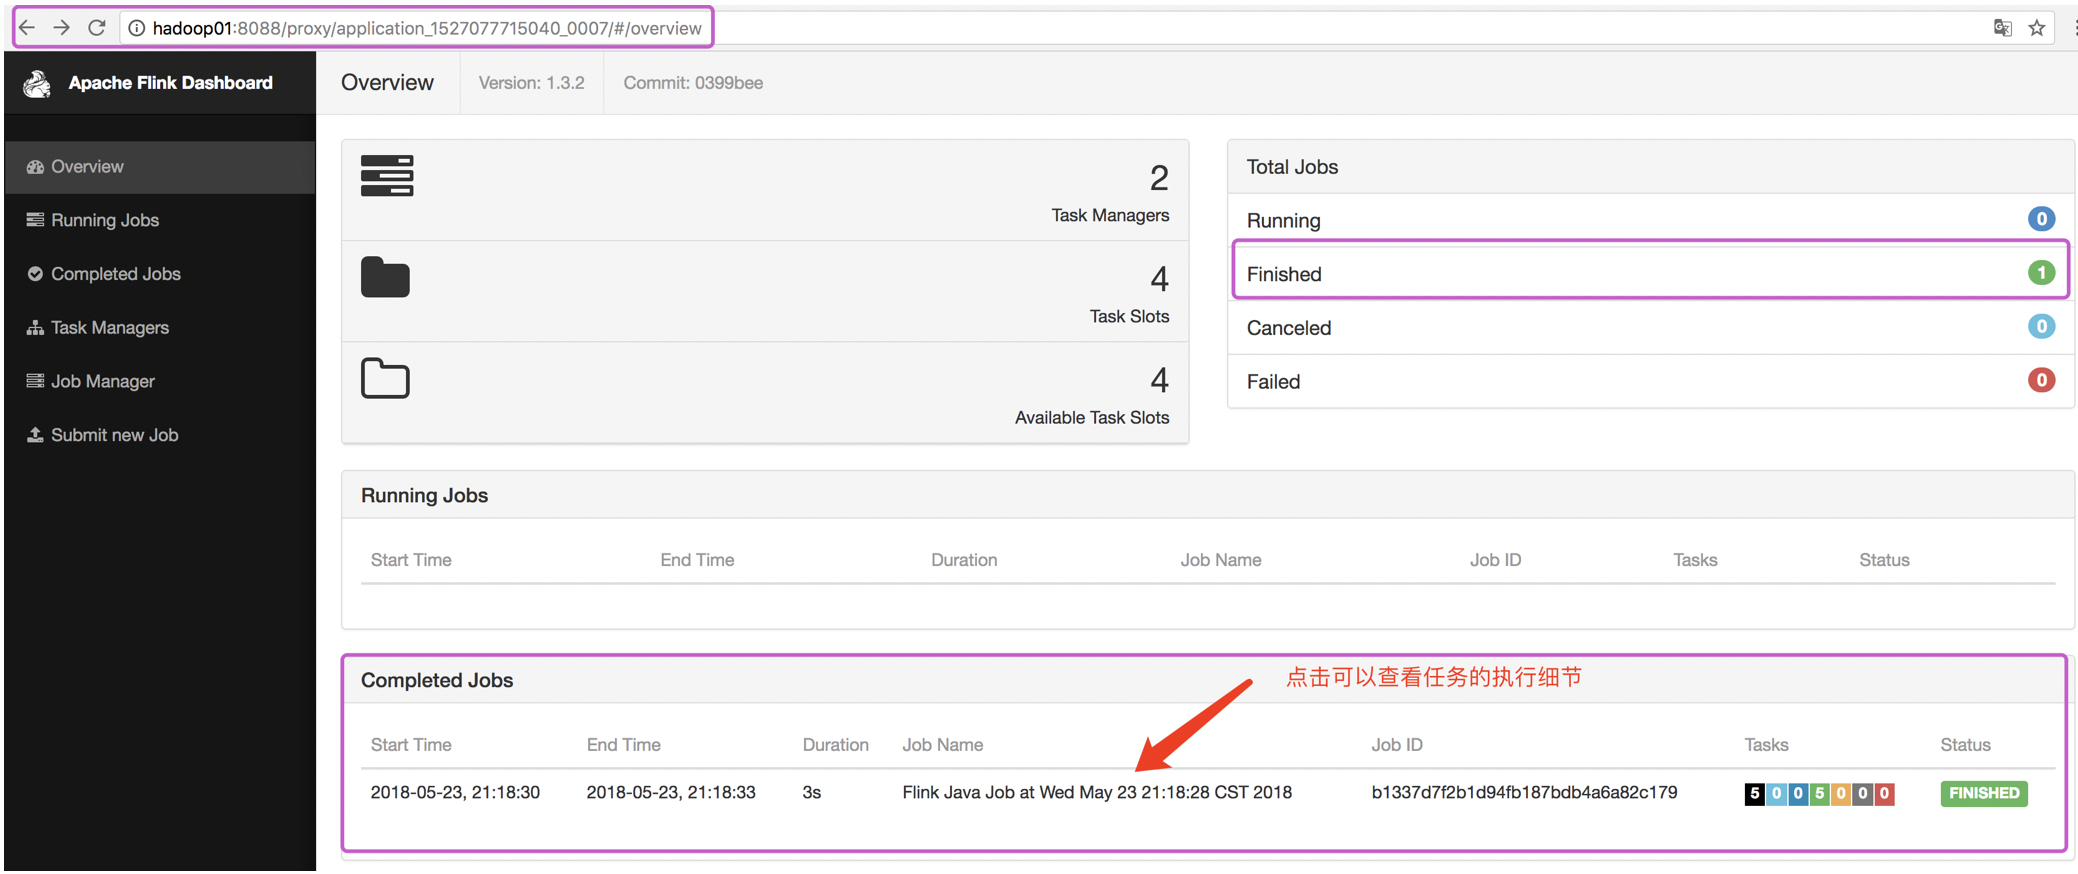 hadoop01:8088/proxy/application_1527077715040_0007/#/overview
Apache Flink Dashboard
Overview
Version: 1.3.2
Commit: 0399bee
Overview
Running Jobs
Completed Jobs
Task Managers
Job Manager
Submit new Job
2
Task Managers
4
Task Slots
4
Available Task Slots
Total Jobs
Running 0
Finished 1
Canceled 0
Failed 0
Running Jobs
Start Time End Time Duration Job Name Job ID Tasks Status
Completed Jobs
点击可以查看任务的执行细节
Start Time End Time Duration Job Name Job ID Tasks Status
2018-05-23, 21:18:30 2018-05-23, 21:18:33 3s Flink Java Job at Wed May 23 21:18:28 CST 2018 b1337d7f2b1d94fb187bdb4a6a82c179 5 0 0 5 0 0 0 FINISHED